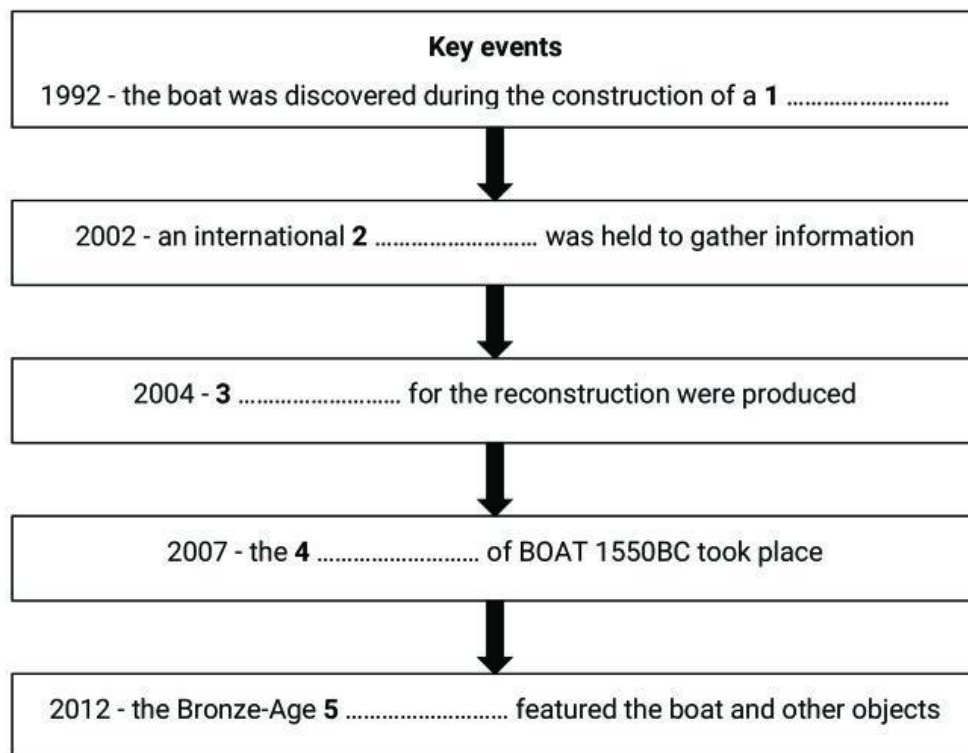 Key events
1992 - the boat was discovered during the construction of a 1 ...........................
2002 - an international 2 ........................... was held to gather information
2004 - 3 ........................... for the reconstruction were produced
2007 - the 4 ........................... of BOAT 1550BC took place
2012 - the Bronze-Age 5 ........................... featured the boat and other objects